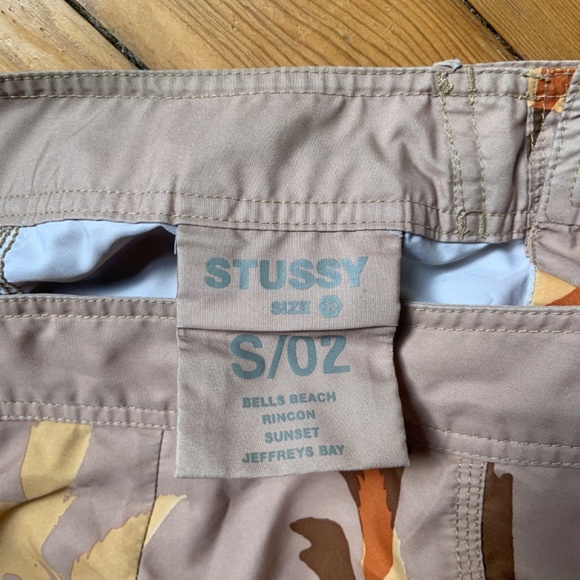 STUSSY
SIZE
S/02
BELLS BEACH
RINCON
SUNSET
JEFFREYS BAY